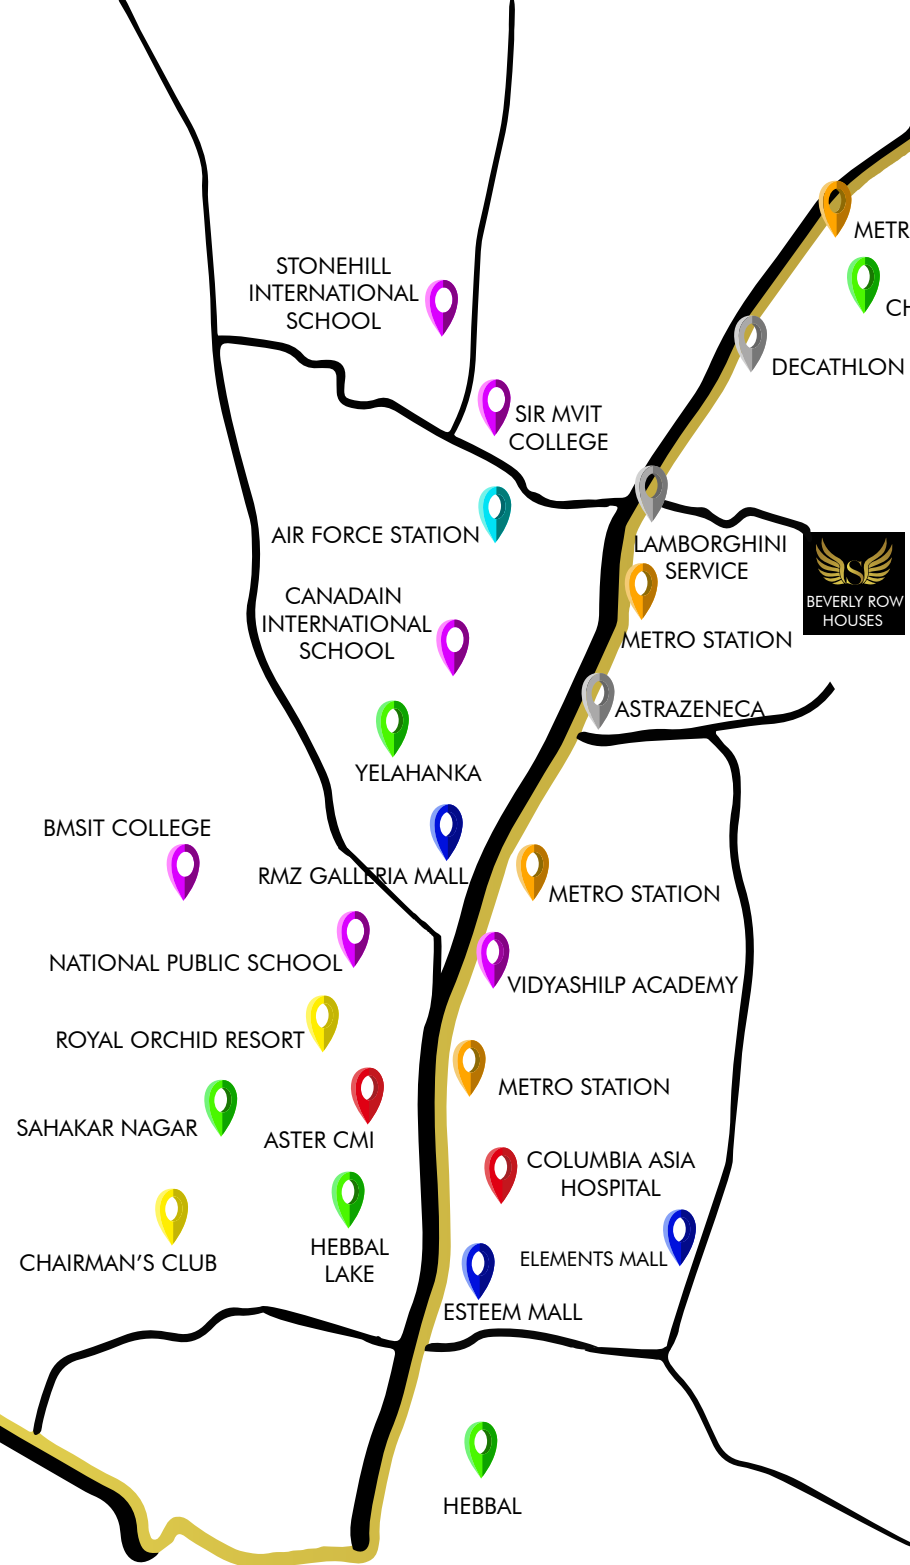 METR
STONEHILL
INTERNATIONAL
SCHOOL
CH
DECATHLON
SIR MVIT
COLLEGE
AIR FORCE STATION
LAMBORGHINI
SERVICE
S
BEVERLY ROW
HOUSES
CANADAIN
INTERNATIONAL
SCHOOL
METRO STATION
ASTRAZENECA
YELAHANKA
BMSIT COLLEGE
RMZ GALLERIA MALL
METRO STATION
NATIONAL PUBLIC SCHOOL
VIDYASHILP ACADEMY
ROYAL ORCHID RESORT
METRO STATION
SAHAKAR NAGAR
ASTER CMI
COLUMBIA ASIA
HOSPITAL
CHAIRMAN'S CLUB
HEBBAL
LAKE
ELEMENTS MALL
ESTEEM MALL
HEBBAL